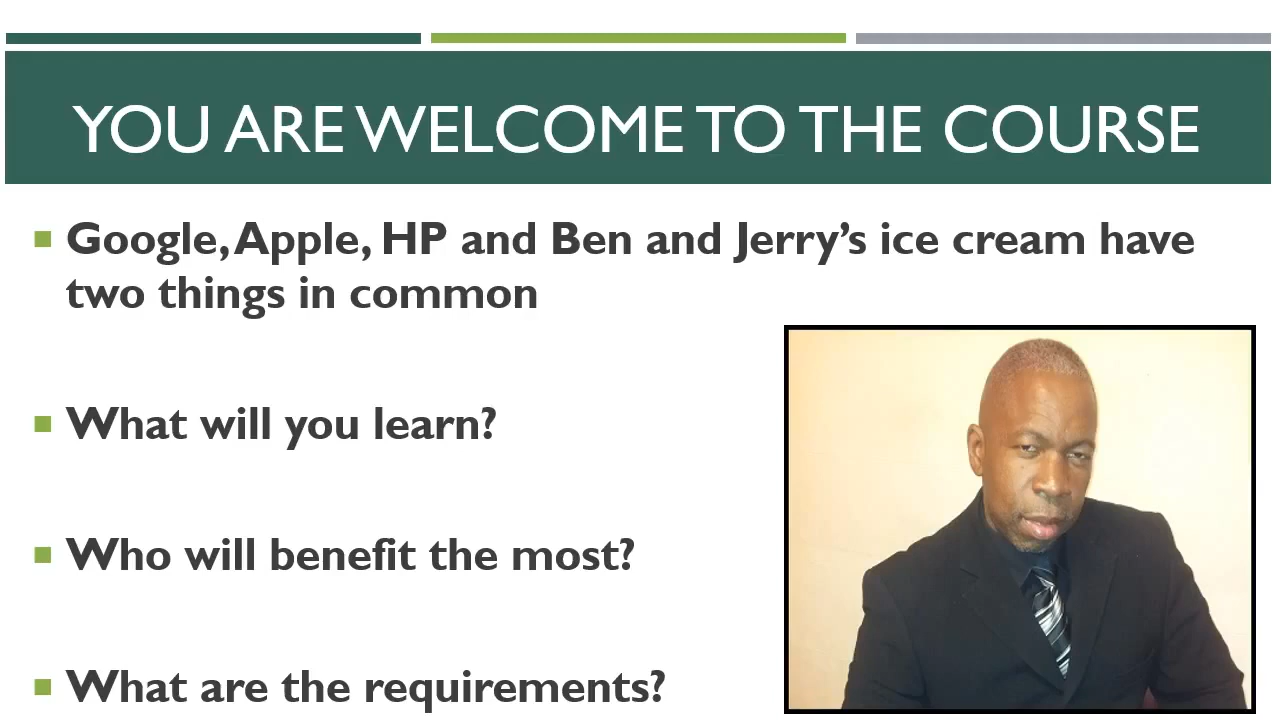 YOU ARE WELCOME TO THE COURSE
Google, Apple, HP and Ben and Jerry’s ice cream have
two things in common
What will you learn?
Who will benefit the most?
What are the requirements?